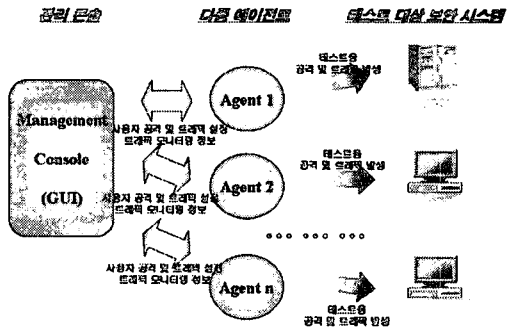 관리 콘솔
다중 에이전트
테스트 대상 보안 시스템
Management
Console
(GUI)
사용자 공격 및 트래픽 설정
트래픽 모니터링 정보
Agent 1
테스트용
공격 및 트래픽 발생
사용자 공격 및 트래픽 설정
트래픽 모니터링 정보
Agent 2
테스트용
공격 및 트래픽 발생
사용자 공격 및 트래픽 설정
트래픽 모니터링 정보
Agent n
테스트용
공격 및 트래픽 발생